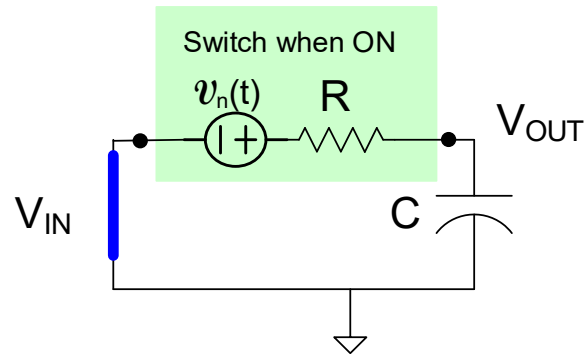 Switch when ON
𝒗n(t)
R
VOUT
VIN
C